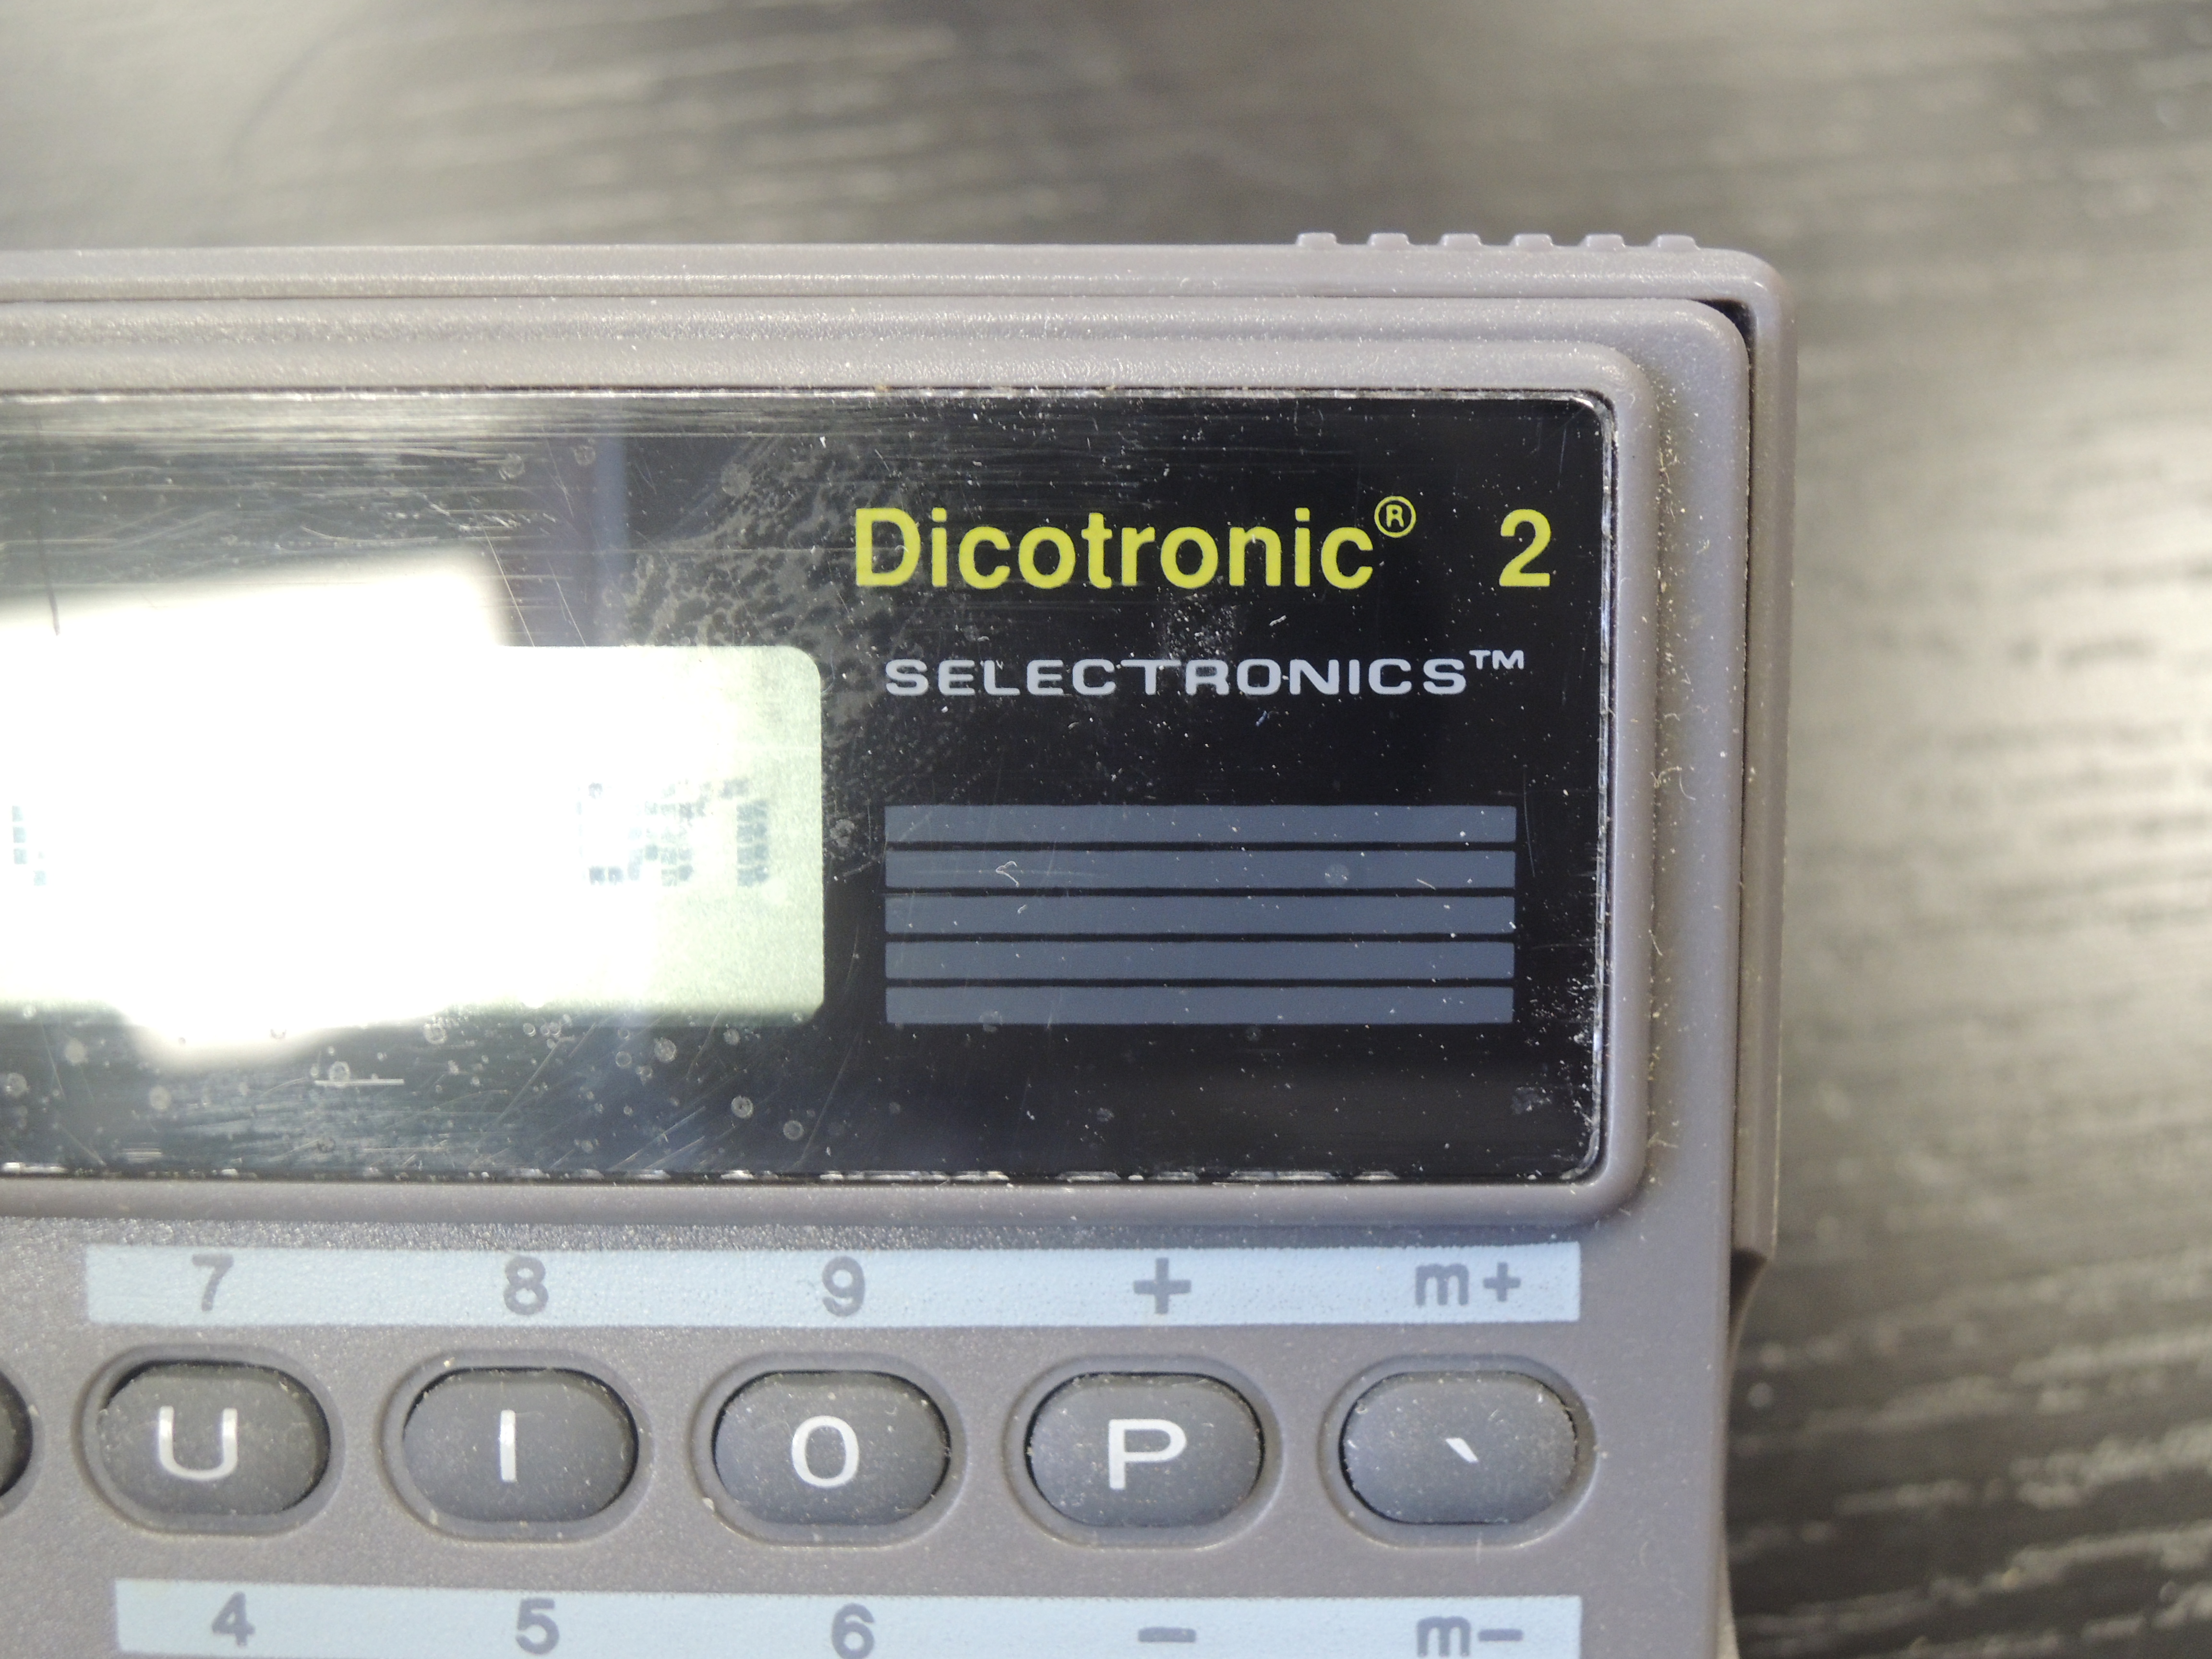 Dicotronic® 2
SELECTRONICS™
7 8 9 + m+
U I O P `
4 5 6 − m−